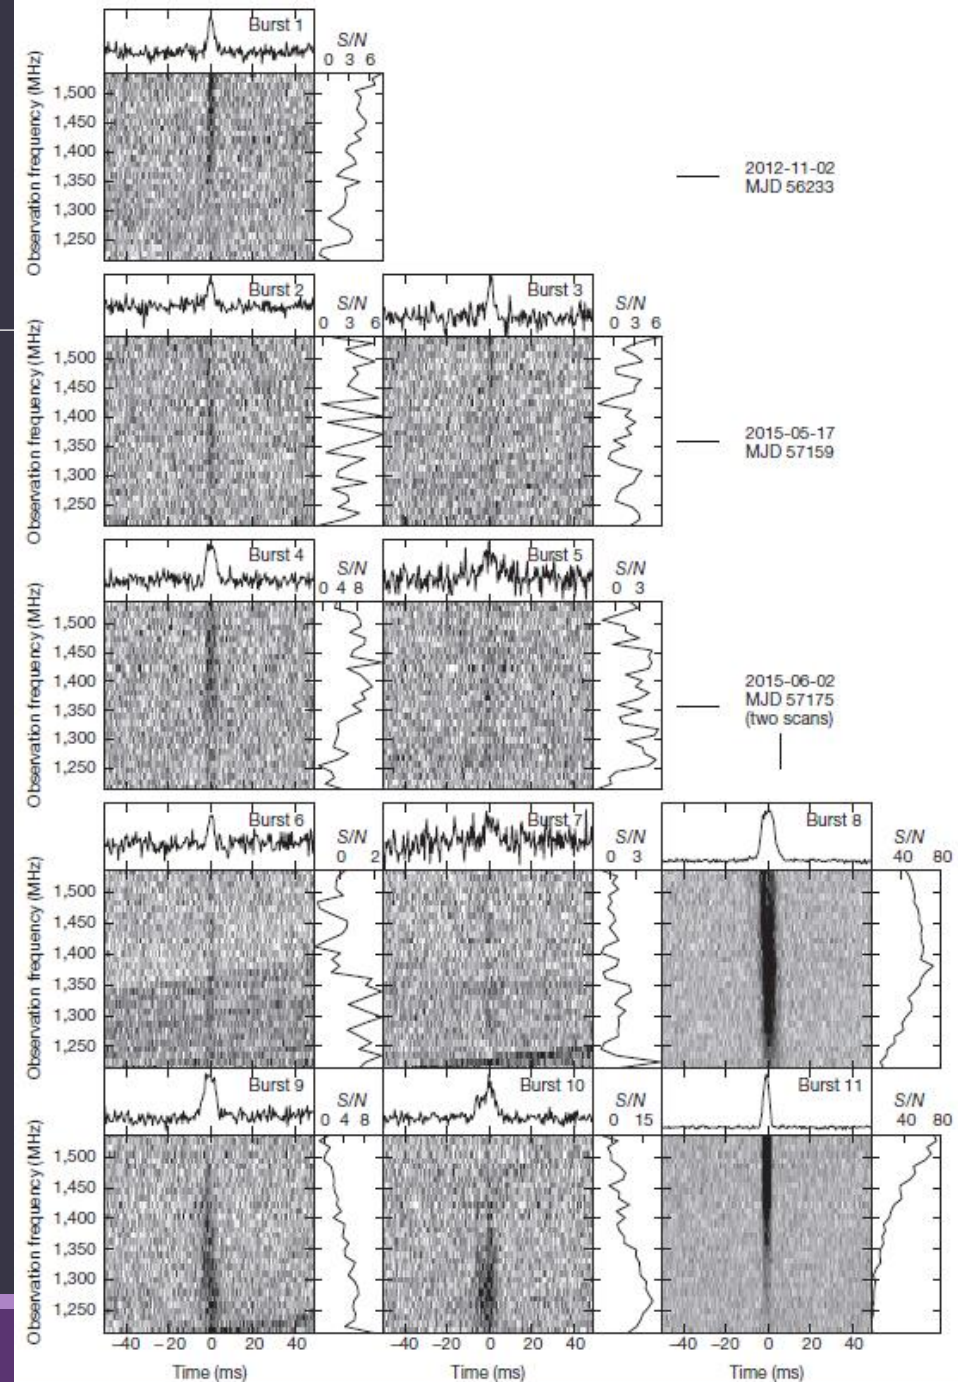 Burst 1
S/N
0 3 6
Observation frequency (MHz)
1,500
1,450
1,400
1,350
1,300
1,250
2012-11-02
MJD 56233
Burst 2
S/N
0 3 6
Burst 3
S/N
0 3 6
Observation frequency (MHz)
1,500
1,450
1,400
1,350
1,300
1,250
2015-05-17
MJD 57159
Burst 4
S/N
0 4 8
Burst 5
S/N
0 3
Observation frequency (MHz)
1,500
1,450
1,400
1,350
1,300
1,250
2015-06-02
MJD 57175
(two scans)
Burst 6
S/N
0 2
Burst 7
S/N
0 3
Burst 8
S/N
40 80
Observation frequency (MHz)
1,500
1,450
1,400
1,350
1,300
1,250
Burst 9
S/N
0 4 8
Burst 10
S/N
0 15
Burst 11
S/N
40 80
Observation frequency (MHz)
1,500
1,450
1,400
1,350
1,300
1,250
−40 −20 0 20 40
−40 −20 0 20 40
−40 −20 0 20 40
Time (ms)
Time (ms)
Time (ms)